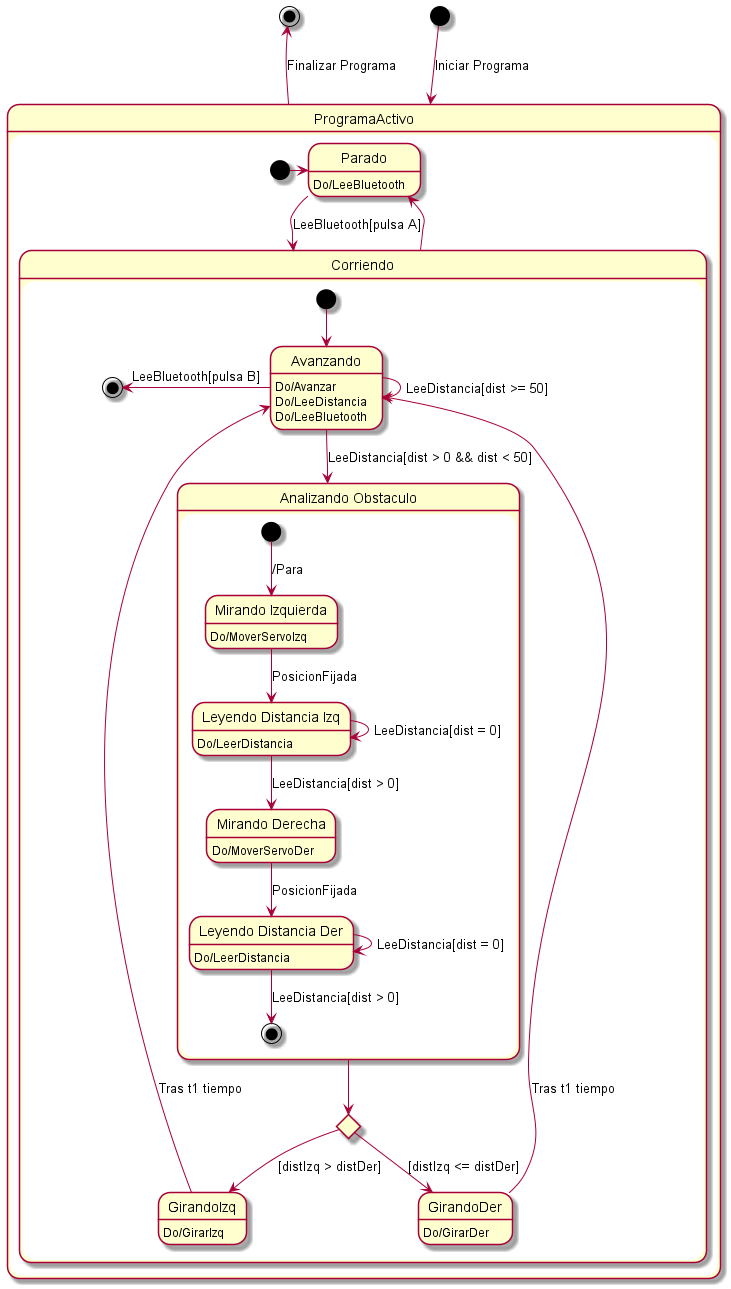 Finalizar Programa
Iniciar Programa
ProgramaActivo
Parado
Do/LeeBluetooth
LeeBluetooth[pulsa A]
Corriendo
Avanzando
Do/Avanzar
Do/LeeDistancia
Do/LeeBluetooth
LeeBluetooth[pulsa B]
LeeDistancia[dist >= 50]
LeeDistancia[dist > 0 && dist < 50]
Analizando Obstaculo
/Para
Mirando Izquierda
Do/MoverServoIzq
PosicionFijada
Leyendo Distancia Izq
Do/LeerDistancia
LeeDistancia[dist = 0]
LeeDistancia[dist > 0]
Mirando Derecha
Do/MoverServoDer
PosicionFijada
Leyendo Distancia Der
Do/LeerDistancia
LeeDistancia[dist = 0]
LeeDistancia[dist > 0]
Tras t1 tiempo
Tras t1 tiempo
[distIzq > distDer]
[distIzq <= distDer]
GirandoIzq
Do/GirarIzq
GirandoDer
Do/GirarDer